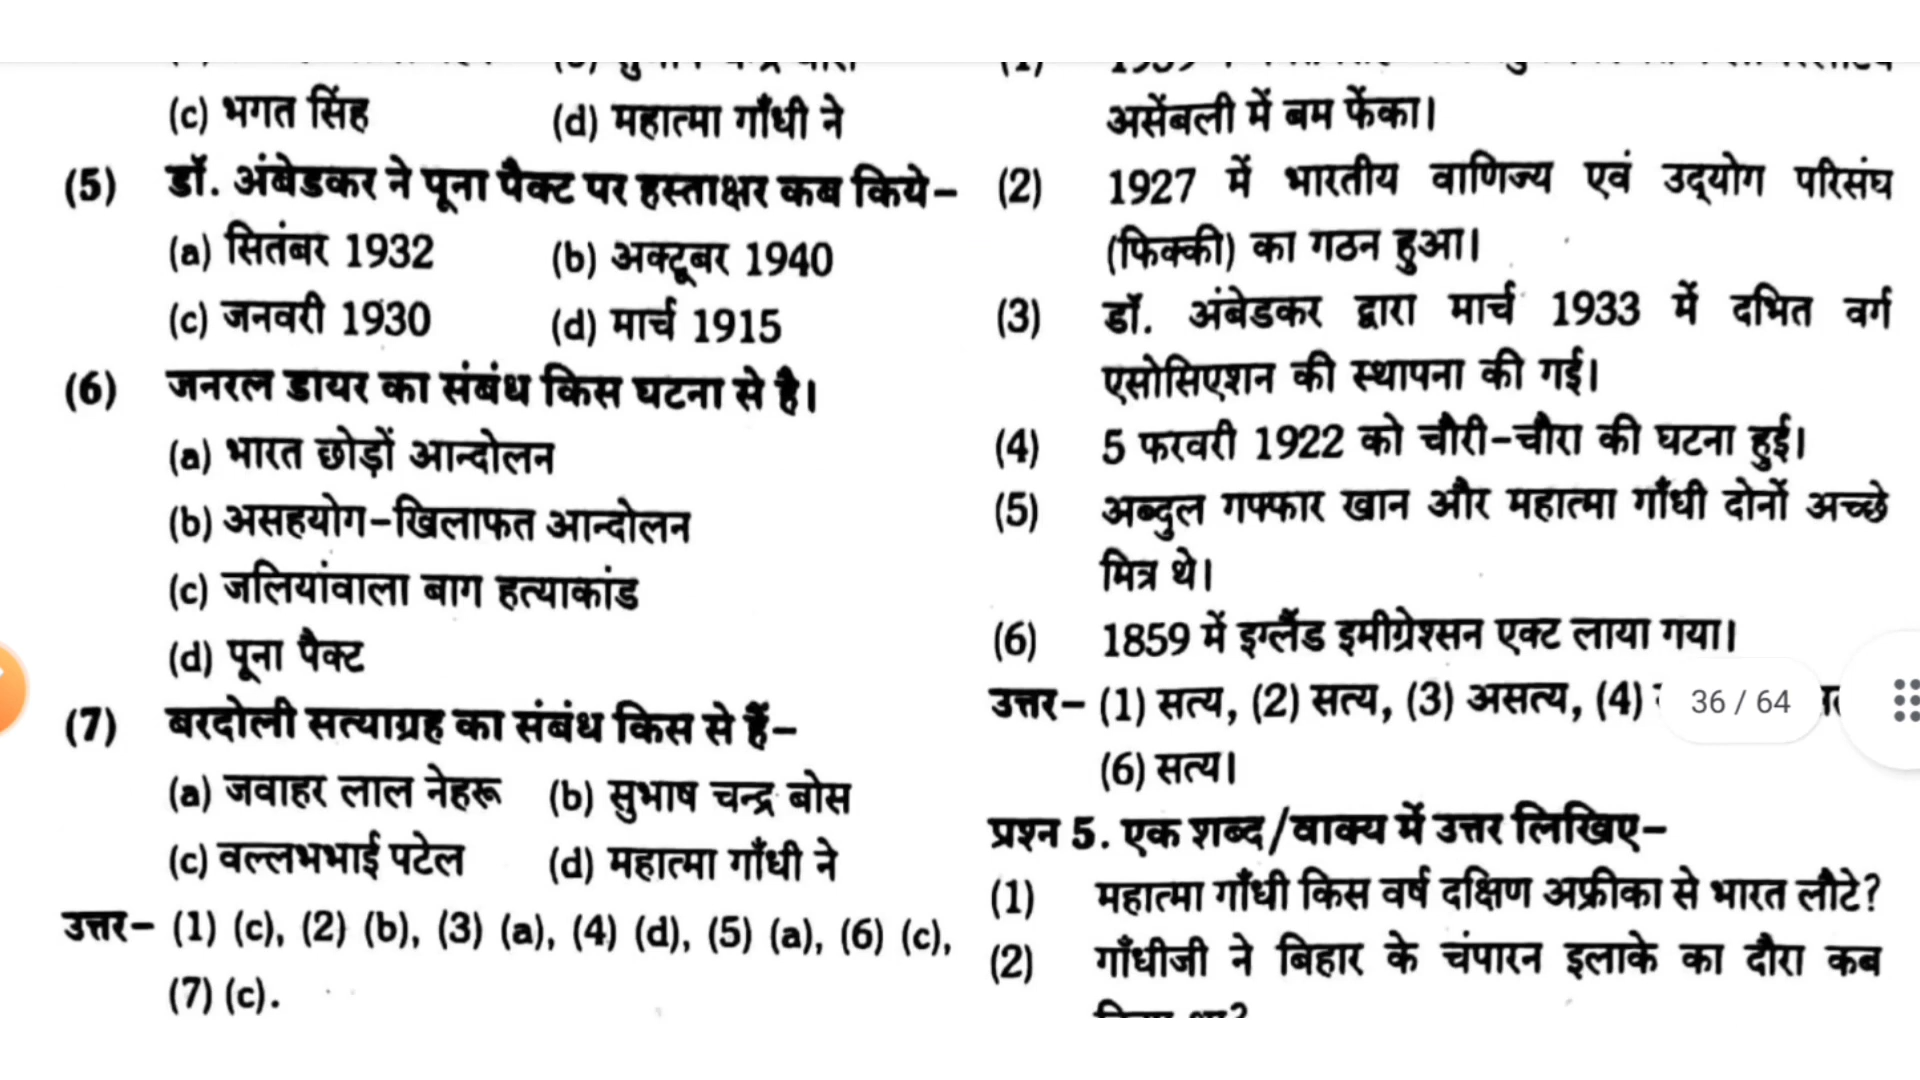 (c) भगत सिंह (d) महात्मा गाँधी ने
(5) डॉ. अंबेडकर ने पूना पैक्ट पर हस्ताक्षर कब किये–
(a) सितंबर 1932 (b) अक्टूबर 1940
(c) जनवरी 1930 (d) मार्च 1915
(6) जनरल डायर का संबंध किस घटना से है।
(a) भारत छोड़ों आन्दोलन
(b) असहयोग-खिलाफत आन्दोलन
(c) जलियांवाला बाग हत्याकांड
(d) पूना पैक्ट
(7) बरदोली सत्याग्रह का संबंध किस से हैं–
(a) जवाहर लाल नेहरू (b) सुभाष चन्द्र बोस
(c) वल्लभभाई पटेल (d) महात्मा गाँधी ने
उत्तर– (1) (c), (2) (b), (3) (a), (4) (d), (5) (a), (6) (c),
(7) (c).
असेंबली में बम फेंका।
(2) 1927 में भारतीय वाणिज्य एवं उद्योग परिसंघ
(फिक्की) का गठन हुआ।
(3) डॉ. अंबेडकर द्वारा मार्च 1933 में दभित वर्ग
एसोसिएशन की स्थापना की गई।
(4) 5 फरवरी 1922 को चौरी-चौरा की घटना हुई।
(5) अब्दुल गफ्फार खान और महात्मा गाँधी दोनों अच्छे
मित्र थे।
(6) 1859 में इग्लैंड इमीग्रेश्सन एक्ट लाया गया।
उत्तर– (1) सत्य, (2) सत्य, (3) असत्य, (4)
36 / 64
(6) सत्य।
प्रश्न 5. एक शब्द/वाक्य में उत्तर लिखिए–
(1) महात्मा गाँधी किस वर्ष दक्षिण अफ्रीका से भारत लौटे?
(2) गाँधीजी ने बिहार के चंपारन इलाके का दौरा कब